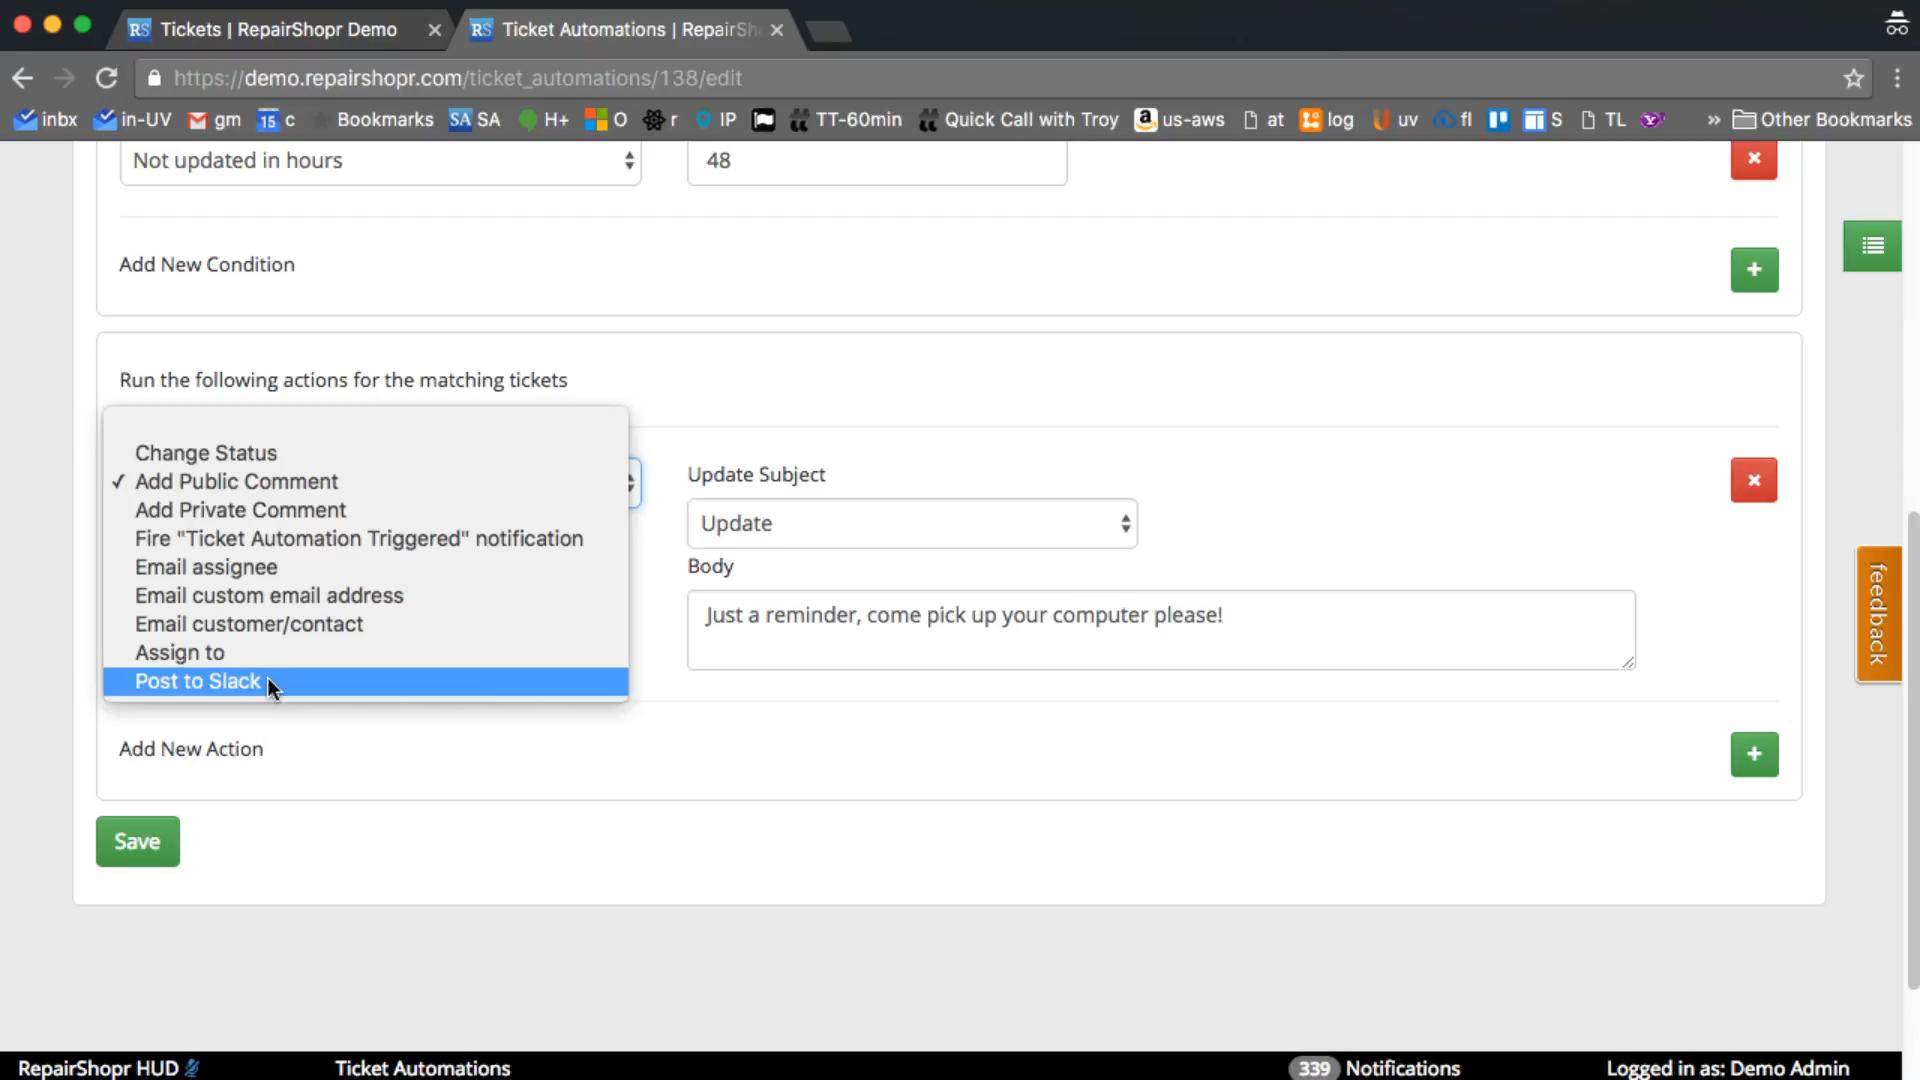 RS Tickets | RepairShopr Demo
RS Ticket Automations | RepairSh
https://demo.repairshopr.com/ticket_automations/138/edit
inbx
in-UV
gm
15 c
Bookmarks
SA SA
H+
O
r
IP
TT-60min
Quick Call with Troy
a us-aws
at
log
uv
fl
S
TL
»
Other Bookmarks
Not updated in hours
48
Add New Condition
Run the following actions for the matching tickets
Change Status
✓ Add Public Comment
Add Private Comment
Fire "Ticket Automation Triggered" notification
Email assignee
Email custom email address
Email customer/contact
Assign to
Post to Slack
Update Subject
Update
Body
Just a reminder, come pick up your computer please!
feedback
Add New Action
Save
RepairShopr HUD
Ticket Automations
339 Notifications
Logged in as: Demo Admin